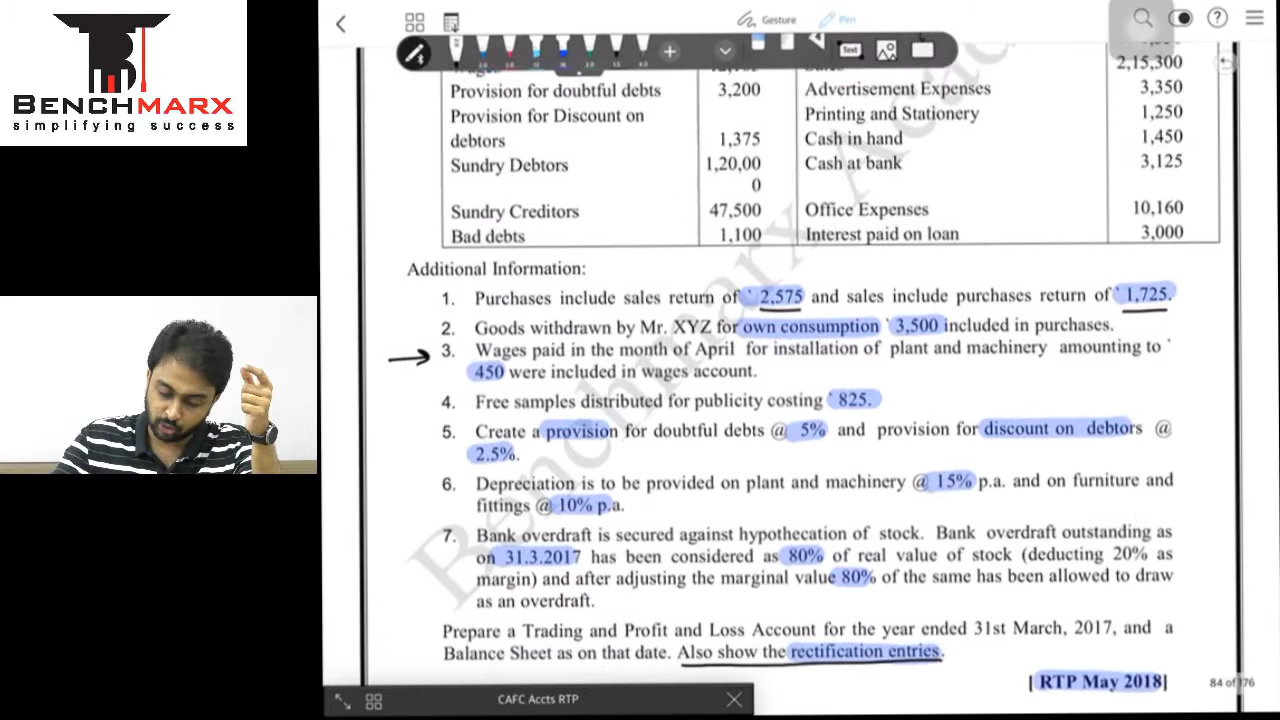 Gesture
Pen
Text
BENCHMARX
simplifying success
2,15,300
Provision for doubtful debts 3,200 Advertisement Expenses 3,350
Provision for Discount on Printing and Stationery 1,250
debtors 1,375 Cash in hand 1,450
Sundry Debtors 1,20,00 Cash at bank 3,125
0
Sundry Creditors 47,500 Office Expenses 10,160
Bad debts 1,100 Interest paid on loan 3,000
Additional Information:
1. Purchases include sales return of ` 2,575 and sales include purchases return of ` 1,725.
2. Goods withdrawn by Mr. XYZ for own consumption ` 3,500 included in purchases.
3. Wages paid in the month of April for installation of plant and machinery amounting to `
450 were included in wages account.
4. Free samples distributed for publicity costing ` 825.
5. Create a provision for doubtful debts @ 5% and provision for discount on debtors @
2.5%.
6. Depreciation is to be provided on plant and machinery @ 15% p.a. and on furniture and
fittings @ 10% p.a.
7. Bank overdraft is secured against hypothecation of stock. Bank overdraft outstanding as
on 31.3.2017 has been considered as 80% of real value of stock (deducting 20% as
margin) and after adjusting the marginal value 80% of the same has been allowed to draw
as an overdraft.
Prepare a Trading and Profit and Loss Account for the year ended 31st March, 2017, and a
Balance Sheet as on that date. Also show the rectification entries.
[ RTP May 2018]
84 of 176
CAFC Accts RTP